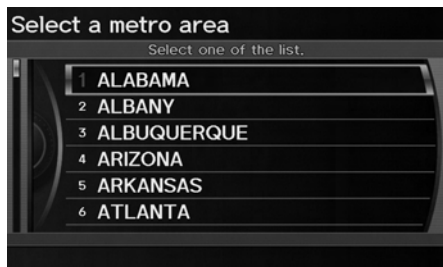 Select a metro area
Select one of the list.
1 ALABAMA
2 ALBANY
3 ALBUQUERQUE
4 ARIZONA
5 ARKANSAS
6 ATLANTA